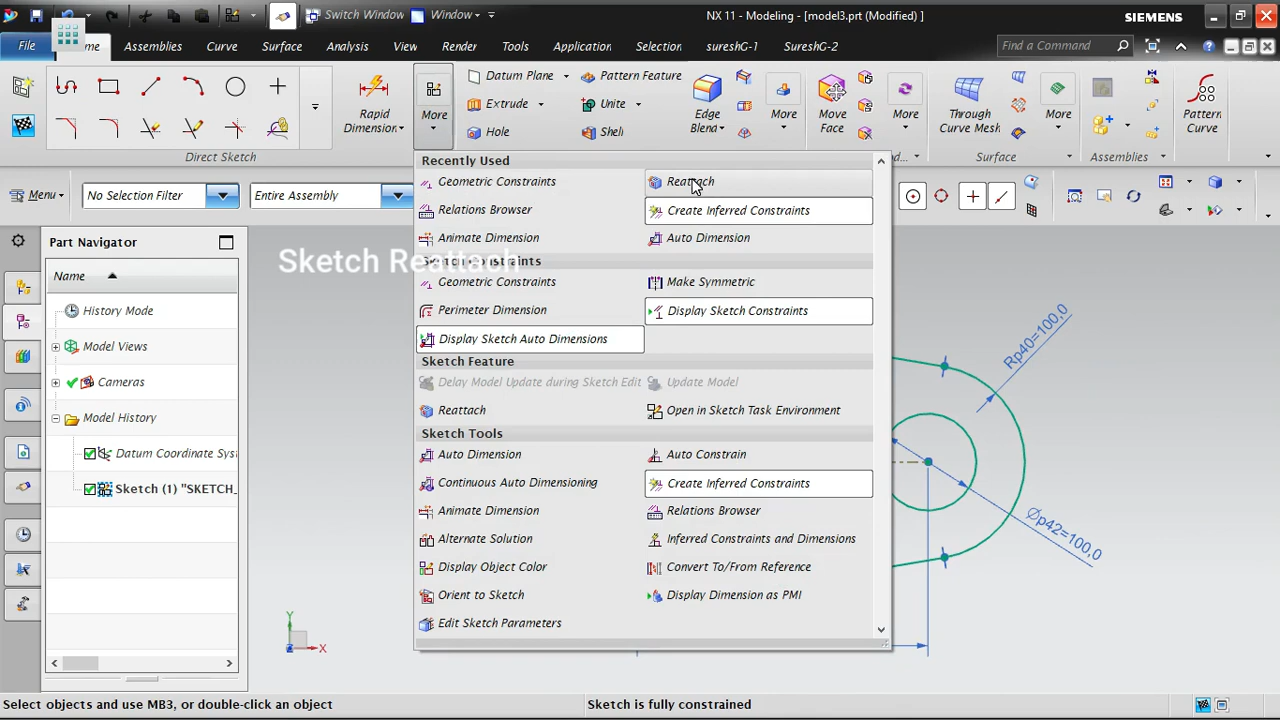 Switch Window
Window
NX 11 - Modeling - [model3.prt (Modified) ]
SIEMENS
File
me
Assemblies
Curve
Surface
Analysis
View
Render
Tools
Application
Selection
sureshG-1
SureshG-2
Find a Command
Rapid Dimension
More
Datum Plane
Extrude
Hole
Pattern Feature
Unite
Shell
Edge Blend
More
Move Face
More
Through Curve Mesh
More
Pattern Curve
Direct Sketch
d...
Surface
Assemblies
Menu
No Selection Filter
Entire Assembly
Part Navigator
Name
History Mode
Model Views
Cameras
Model History
Datum Coordinate Syst
Sketch (1) "SKETCH_
Sketch Reattach
Recently Used
Geometric Constraints
Reattach
Relations Browser
Create Inferred Constraints
Animate Dimension
Auto Dimension
Sketch Constraints
Geometric Constraints
Make Symmetric
Perimeter Dimension
Display Sketch Constraints
Display Sketch Auto Dimensions
Sketch Feature
Delay Model Update during Sketch Edit
Update Model
Reattach
Open in Sketch Task Environment
Sketch Tools
Auto Dimension
Auto Constrain
Continuous Auto Dimensioning
Create Inferred Constraints
Animate Dimension
Relations Browser
Alternate Solution
Inferred Constraints and Dimensions
Display Object Color
Convert To/From Reference
Orient to Sketch
Display Dimension as PMI
Edit Sketch Parameters
Rp40=100,0
Øp42=100,0
Y
Z
X
Select objects and use MB3, or double-click an object
Sketch is fully constrained